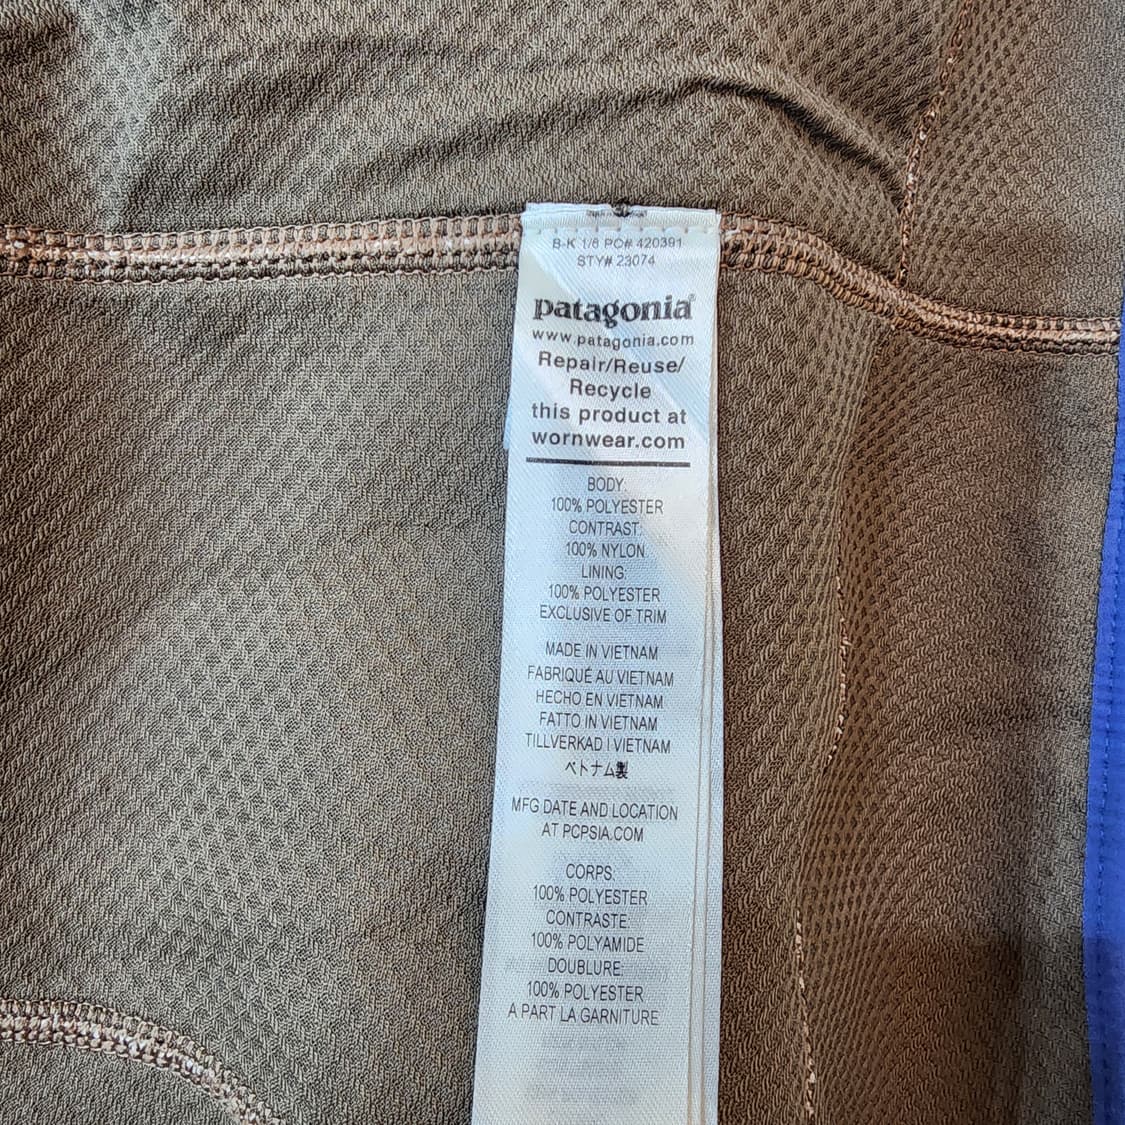 B-K 1/6 PO# 420391
STY# 23074
patagonia®
www.patagonia.com
Repair/Reuse/
Recycle
this product at
wornwear.com
BODY:
100% POLYESTER
CONTRAST:
100% NYLON
LINING:
100% POLYESTER
EXCLUSIVE OF TRIM
MADE IN VIETNAM
FABRIQUÉ AU VIETNAM
HECHO EN VIETNAM
FATTO IN VIETNAM
TILLVERKAD I VIETNAM
ベトナム製
MFG DATE AND LOCATION
AT PCPSIA.COM
CORPS:
100% POLYESTER
CONTRASTE:
100% POLYAMIDE
DOUBLURE:
100% POLYESTER
A PART LA GARNITURE